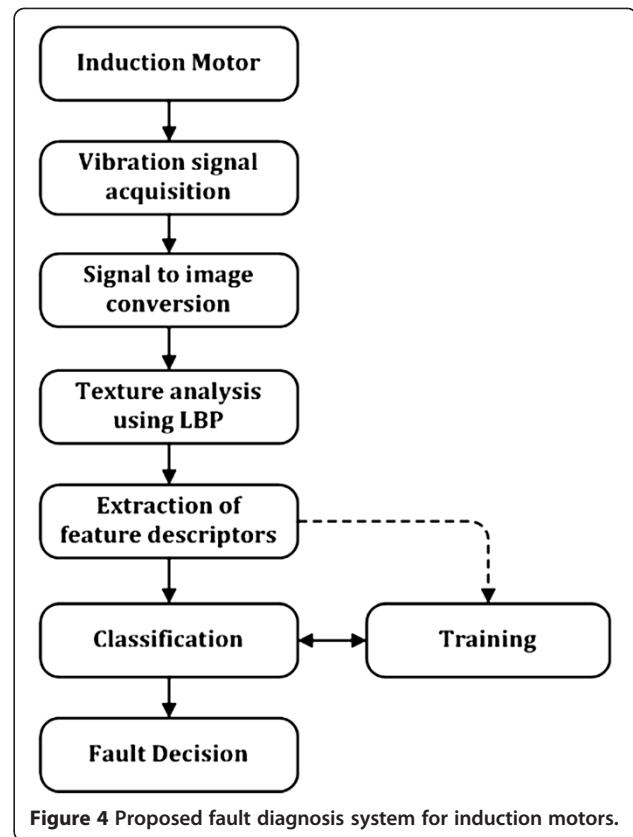 Induction Motor
Vibration signal
acquisition
Signal to image
conversion
Texture analysis
using LBP
Extraction of
feature descriptors
Classification
Training
Fault Decision
Figure 4 Proposed fault diagnosis system for induction motors.